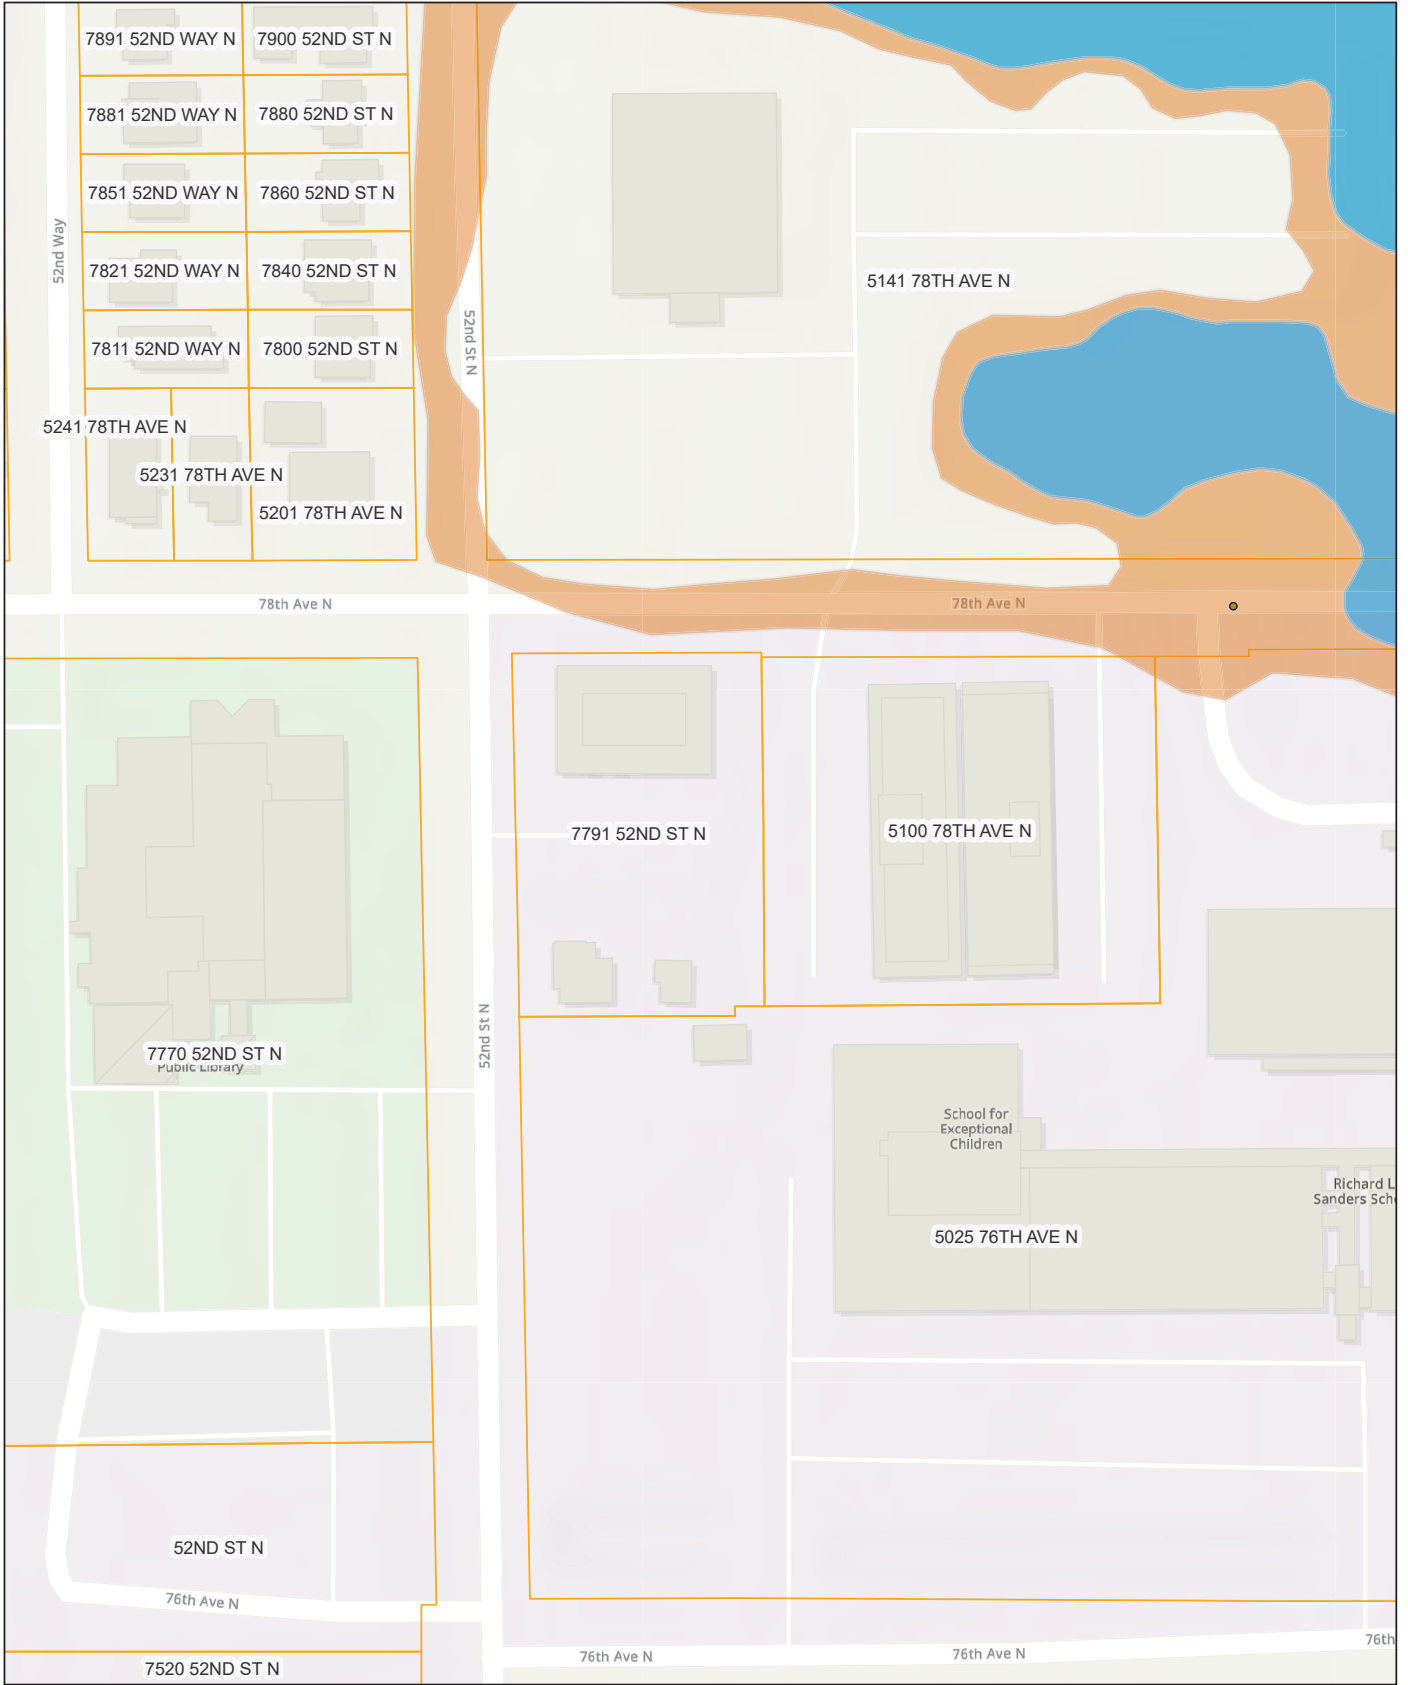 7891 52ND WAY N
7900 52ND ST N
7881 52ND WAY N
7880 52ND ST N
7851 52ND WAY N
7860 52ND ST N
52nd Way
7821 52ND WAY N
7840 52ND ST N
5141 78TH AVE N
7811 52ND WAY N
7800 52ND ST N
52nd St N
5241 78TH AVE N
5231 78TH AVE N
5201 78TH AVE N
78th Ave N
78th Ave N
7791 52ND ST N
5100 78TH AVE N
52nd St N
7770 52ND ST N
Public Library
School for
Exceptional
Children
Richard L
Sanders Sch
5025 76TH AVE N
52ND ST N
76th Ave N
76th Ave N
76th Ave N
76th
7520 52ND ST N